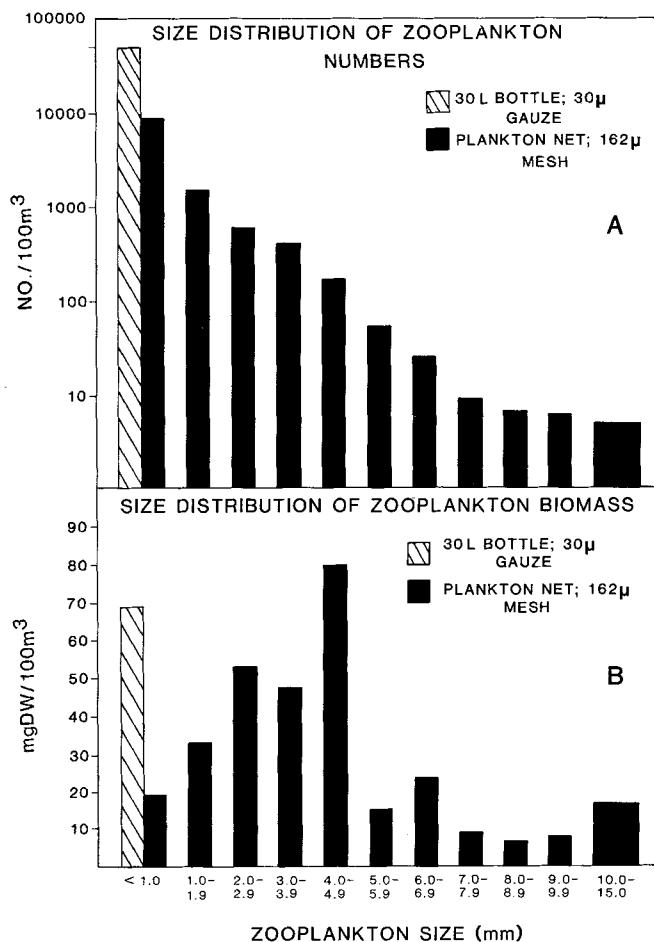 SIZE DISTRIBUTION OF ZOOPLANKTON
NUMBERS
30 L BOTTLE; 30μ
GAUZE
PLANKTON NET; 162μ
MESH
A
NO./100m³
100000
10000
1000
100
10
SIZE DISTRIBUTION OF ZOOPLANKTON BIOMASS
30 L BOTTLE; 30μ
GAUZE
PLANKTON NET; 162μ
MESH
B
mgDW/100m³
90
80
70
60
50
40
30
20
10
< 1.0 1.0– 2.0– 3.0– 4.0– 5.0– 6.0– 7.0– 8.0– 9.0– 10.0–
1.9 2.9 3.9 4.9 5.9 6.9 7.9 8.9 9.9 15.0
ZOOPLANKTON SIZE (mm)